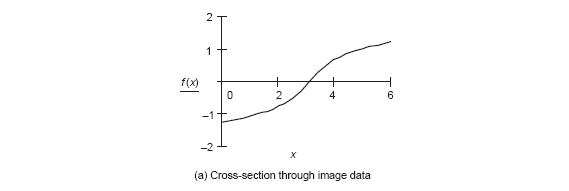 2
1
f(x)
0 2 4 6
–1
–2
x
(a) Cross-section through image data